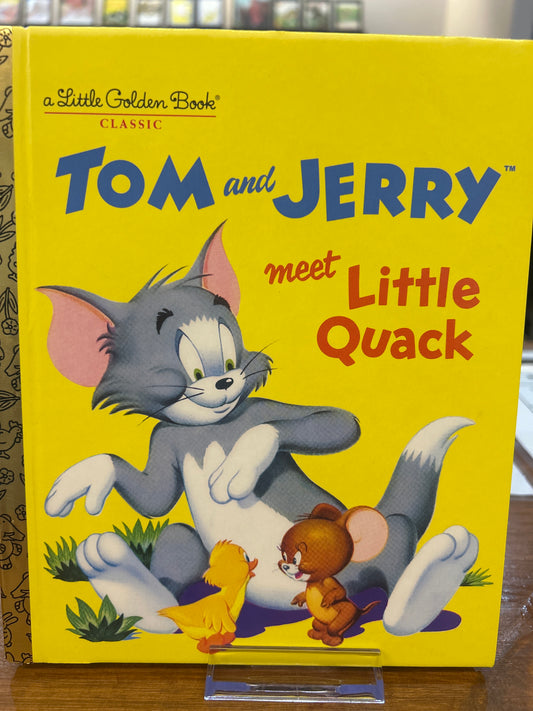 a Little Golden Book®
CLASSIC
TOM and JERRY™
meet Little
Quack